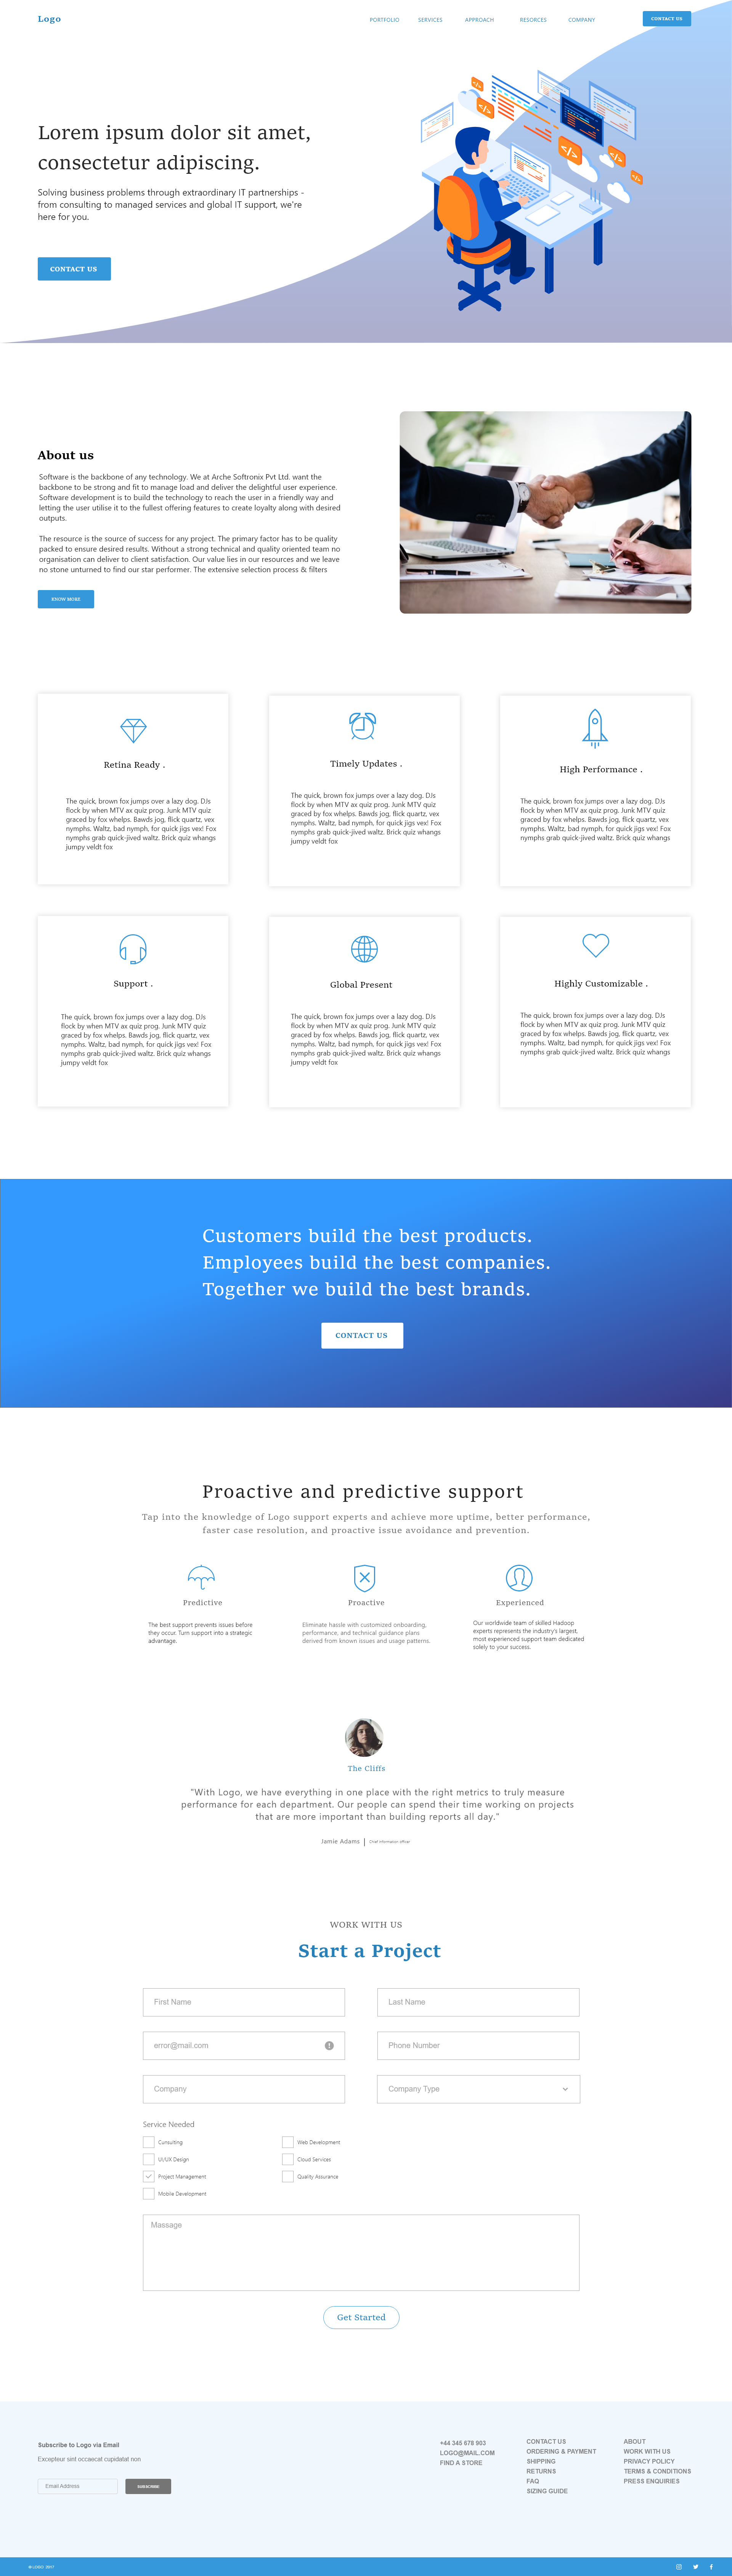 Logo
PORTFOLIO
SERVICES
APPROACH
RESORCES
COMPANY
CONTACT US
Lorem ipsum dolor sit amet,
consectetur adipiscing.
Solving business problems through extraordinary IT partnerships -
from consulting to managed services and global IT support, we're
here for you.
CONTACT US
About us
Software is the backbone of any technology. We at Arche Softronix Pvt Ltd. want the
backbone to be strong and fit to manage load and deliver the delightful user experience.
Software development is to build the technology to reach the user in a friendly way and
letting the user utilise it to the fullest offering features to create loyalty along with desired
outputs.
The resource is the source of success for any project. The primary factor has to be quality
packed to ensure desired results. Without a strong technical and quality oriented team no
organisation can deliver to client satisfaction. Our value lies in our resources and we leave
no stone unturned to find our star performer. The extensive selection process & filters
KNOW MORE
Retina Ready .
The quick, brown fox jumps over a lazy dog. DJs
flock by when MTV ax quiz prog. Junk MTV quiz
graced by fox whelps. Bawds jog, flick quartz, vex
nymphs. Waltz, bad nymph, for quick jigs vex! Fox
nymphs grab quick-jived waltz. Brick quiz whangs
jumpy veldt fox
Timely Updates .
The quick, brown fox jumps over a lazy dog. DJs
flock by when MTV ax quiz prog. Junk MTV quiz
graced by fox whelps. Bawds jog, flick quartz, vex
nymphs. Waltz, bad nymph, for quick jigs vex! Fox
nymphs grab quick-jived waltz. Brick quiz whangs
jumpy veldt fox
High Performance .
The quick, brown fox jumps over a lazy dog. DJs
flock by when MTV ax quiz prog. Junk MTV quiz
graced by fox whelps. Bawds jog, flick quartz, vex
nymphs. Waltz, bad nymph, for quick jigs vex! Fox
nymphs grab quick-jived waltz. Brick quiz whangs
Support .
The quick, brown fox jumps over a lazy dog. DJs
flock by when MTV ax quiz prog. Junk MTV quiz
graced by fox whelps. Bawds jog, flick quartz, vex
nymphs. Waltz, bad nymph, for quick jigs vex! Fox
nymphs grab quick-jived waltz. Brick quiz whangs
jumpy veldt fox
Global Present
The quick, brown fox jumps over a lazy dog. DJs
flock by when MTV ax quiz prog. Junk MTV quiz
graced by fox whelps. Bawds jog, flick quartz, vex
nymphs. Waltz, bad nymph, for quick jigs vex! Fox
nymphs grab quick-jived waltz. Brick quiz whangs
jumpy veldt fox
Highly Customizable .
The quick, brown fox jumps over a lazy dog. DJs
flock by when MTV ax quiz prog. Junk MTV quiz
graced by fox whelps. Bawds jog, flick quartz, vex
nymphs. Waltz, bad nymph, for quick jigs vex! Fox
nymphs grab quick-jived waltz. Brick quiz whangs
Customers build the best products.
Employees build the best companies.
Together we build the best brands.
CONTACT US
Proactive and predictive support
Tap into the knowledge of Logo support experts and achieve more uptime, better performance,
faster case resolution, and proactive issue avoidance and prevention.
Predictive
The best support prevents issues before
they occur. Turn support into a strategic
advantage.
Proactive
Eliminate hassle with customized onboarding,
performance, and technical guidance plans
derived from known issues and usage patterns.
Experienced
Our worldwide team of skilled Hadoop
experts represents the industry's largest,
most experienced support team dedicated
solely to your success.
The Cliffs
"With Logo, we have everything in one place with the right metrics to truly measure
performance for each department. Our people can spend their time working on projects
that are more important than building reports all day."
Jamie Adams | Chief information officer
WORK WITH US
Start a Project
First Name
Last Name
error@mail.com
Phone Number
Company
Company Type
Service Needed
Cunsulting
Web Development
UI/UX Design
Cloud Services
Project Management
Quality Assurance
Mobile Development
Massage
Get Started
Subscribe to Logo via Email
Excepteur sint occaecat cupidatat non
Email Address
SUBSCRIBE
+44 345 678 903
LOGO@MAIL.COM
FIND A STORE
CONTACT US
ORDERING & PAYMENT
SHIPPING
RETURNS
FAQ
SIZING GUIDE
ABOUT
WORK WITH US
PRIVACY POLICY
TERMS & CONDITIONS
PRESS ENQUIRIES
© LOGO 2017